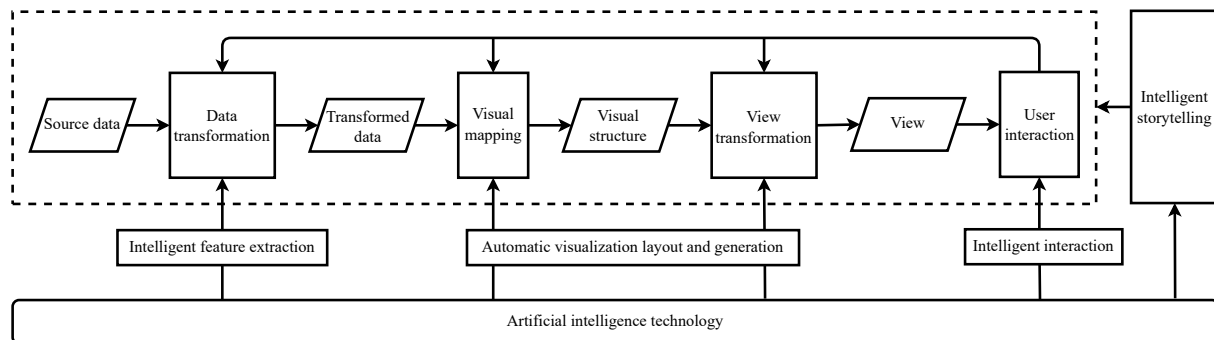 Source data
Data
transformation
Transformed
data
Visual
mapping
Visual
structure
View
transformation
View
User
interaction
Intelligent
storytelling
Intelligent feature extraction
Automatic visualization layout and generation
Intelligent interaction
Artificial intelligence technology